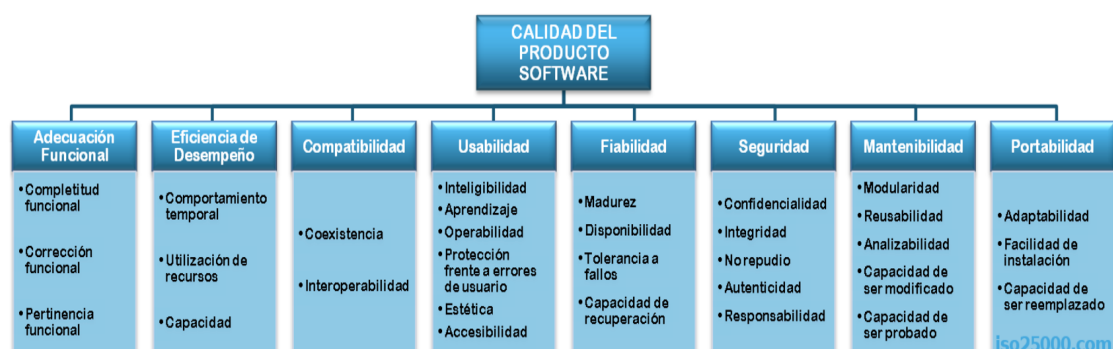 CALIDAD DEL
PRODUCTO
SOFTWARE
Adecuación
Funcional
• Completitud
funcional
• Corrección
funcional
• Pertinencia
funcional
Eficiencia de
Desempeño
• Comportamiento
temporal
• Utilización de
recursos
• Capacidad
Compatibilidad
• Coexistencia
• Interoperabilidad
Usabilidad
• Inteligibilidad
• Aprendizaje
• Operabilidad
• Protección
frente a errores
de usuario
• Estética
• Accesibilidad
Fiabilidad
• Madurez
• Disponibilidad
• Tolerancia a
fallos
• Capacidad de
recuperación
Seguridad
• Confidencialidad
• Integridad
• No repudio
• Autenticidad
• Responsabilidad
Mantenibilidad
• Modularidad
• Reusabilidad
• Analizabilidad
• Capacidad de
ser modificado
• Capacidad de
ser probado
Portabilidad
• Adaptabilidad
• Facilidad de
instalación
• Capacidad de
ser reemplazado
iso25000.com